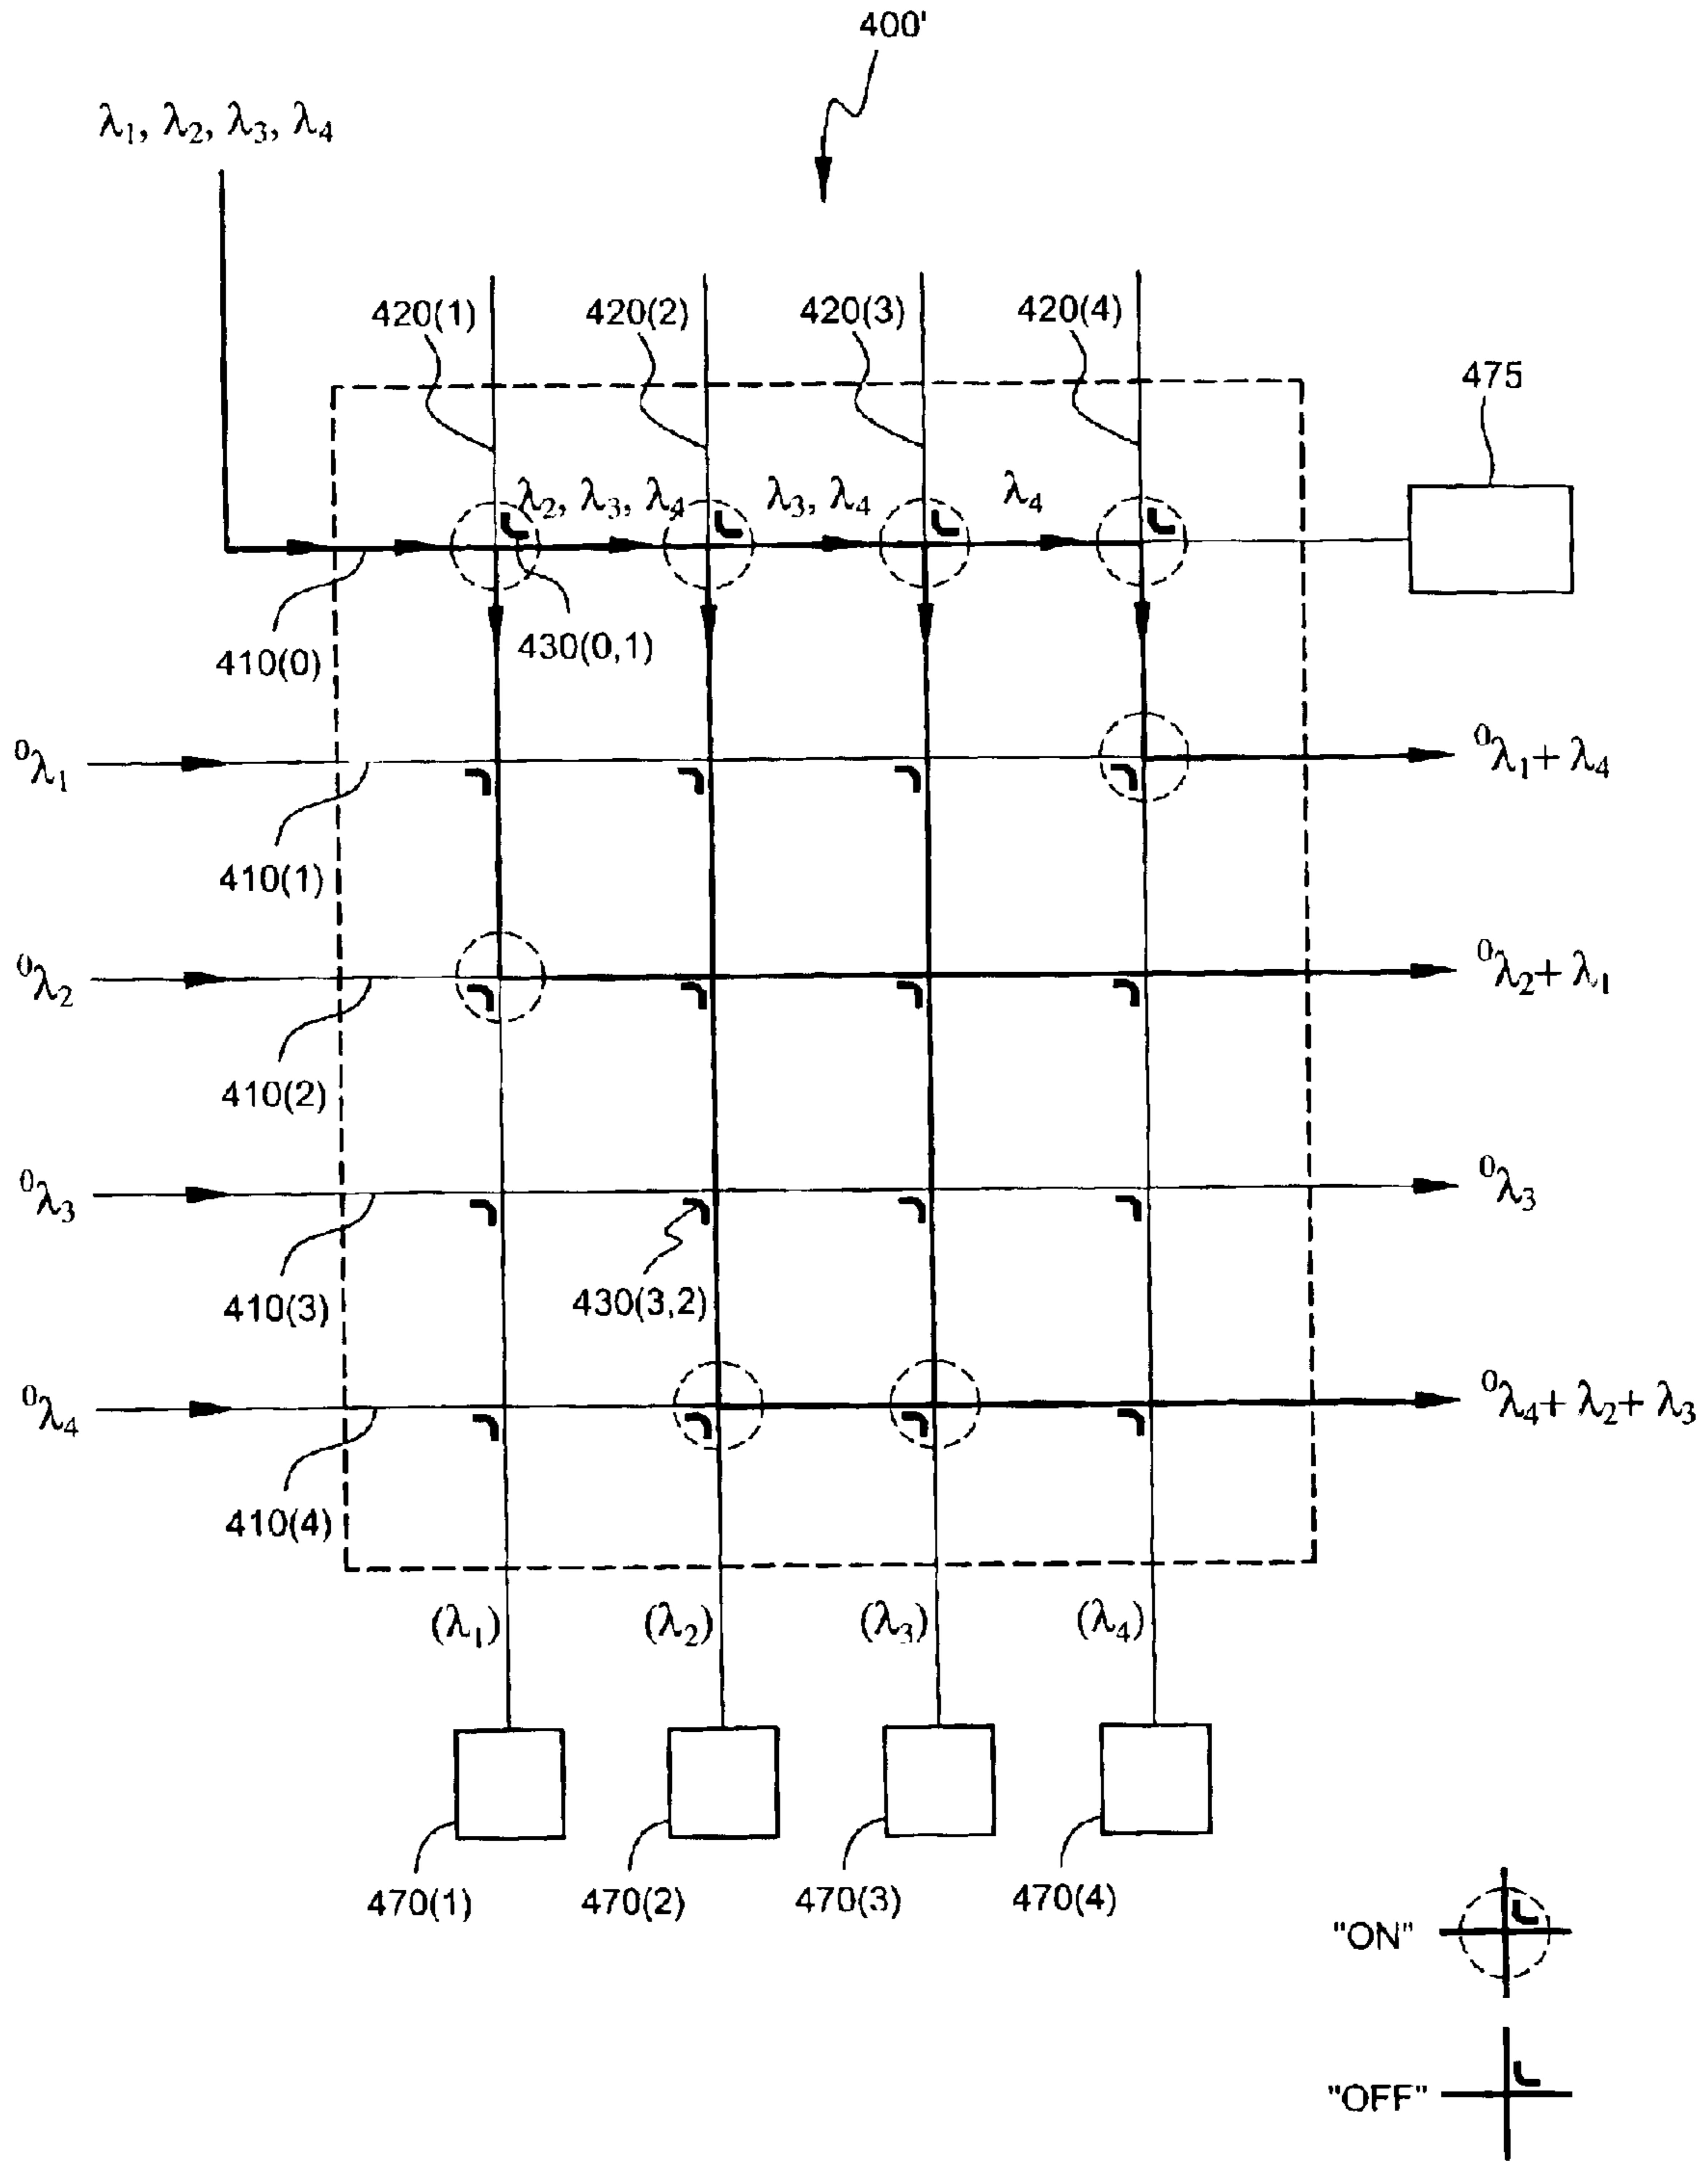 400'
λ₁, λ₂, λ₃, λ₄
420(1)
420(2)
420(3)
420(4)
475
λ₂, λ₃, λ₄
λ₃, λ₄
λ₄
410(0)
430(0,1)
⁰λ₁
⁰λ₁+ λ₄
410(1)
⁰λ₂
⁰λ₂+ λ₁
410(2)
⁰λ₃
⁰λ₃
410(3)
430(3,2)
⁰λ₄
⁰λ₄+ λ₂+ λ₃
410(4)
(λ₁)
(λ₂)
(λ₃)
(λ₄)
470(1)
470(2)
470(3)
470(4)
"ON"
"OFF"